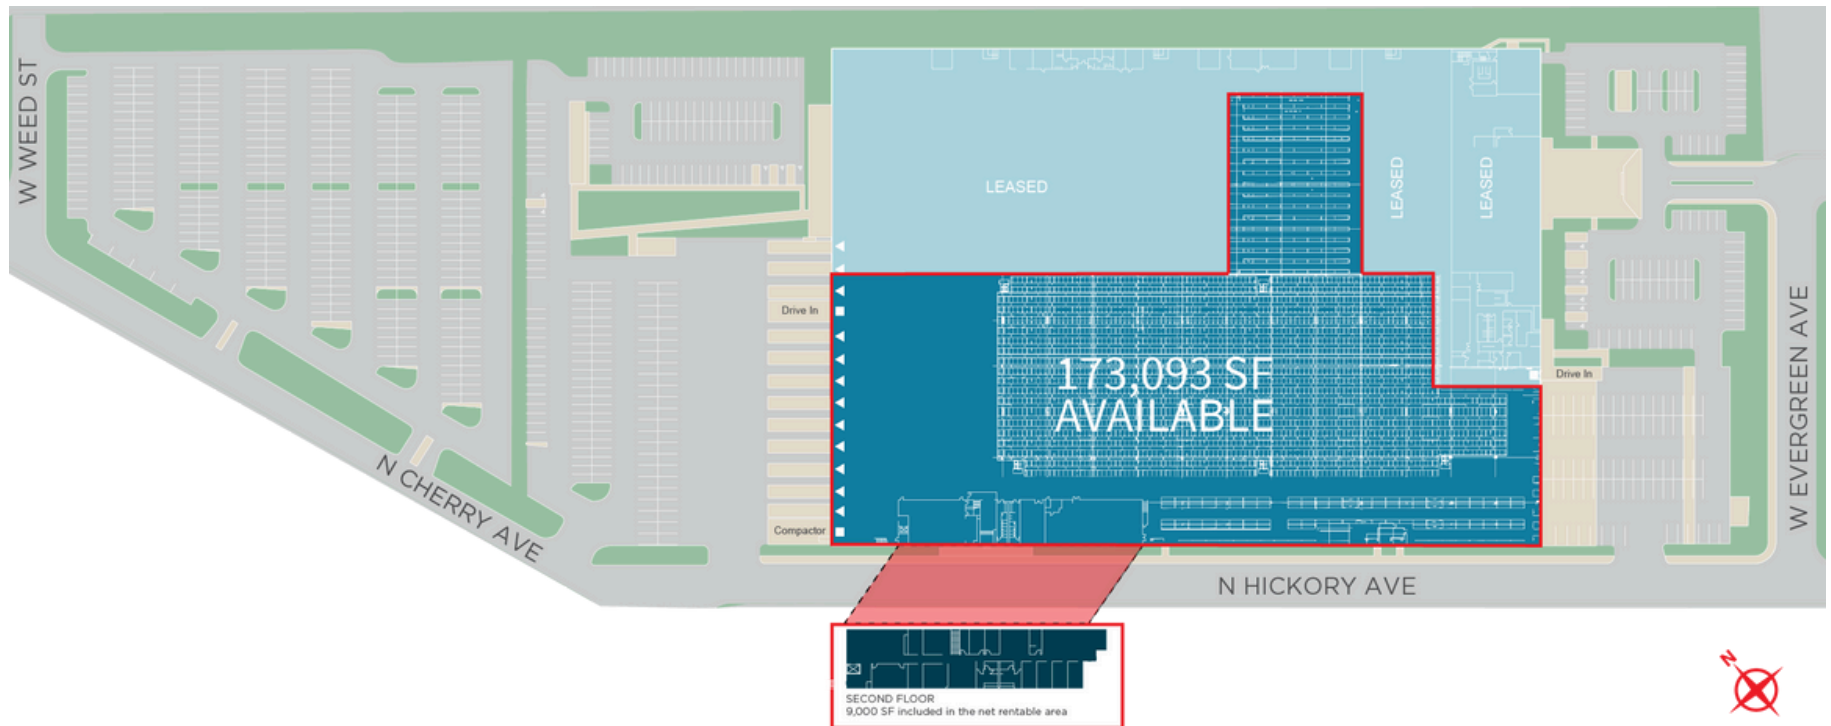 W WEED ST
LEASED
LEASED
LEASED
Drive In
173,093 SF
AVAILABLE
Drive In
Compactor
N CHERRY AVE
N HICKORY AVE
W EVERGREEN AVE
SECOND FLOOR
9,000 SF included in the net rentable area
N